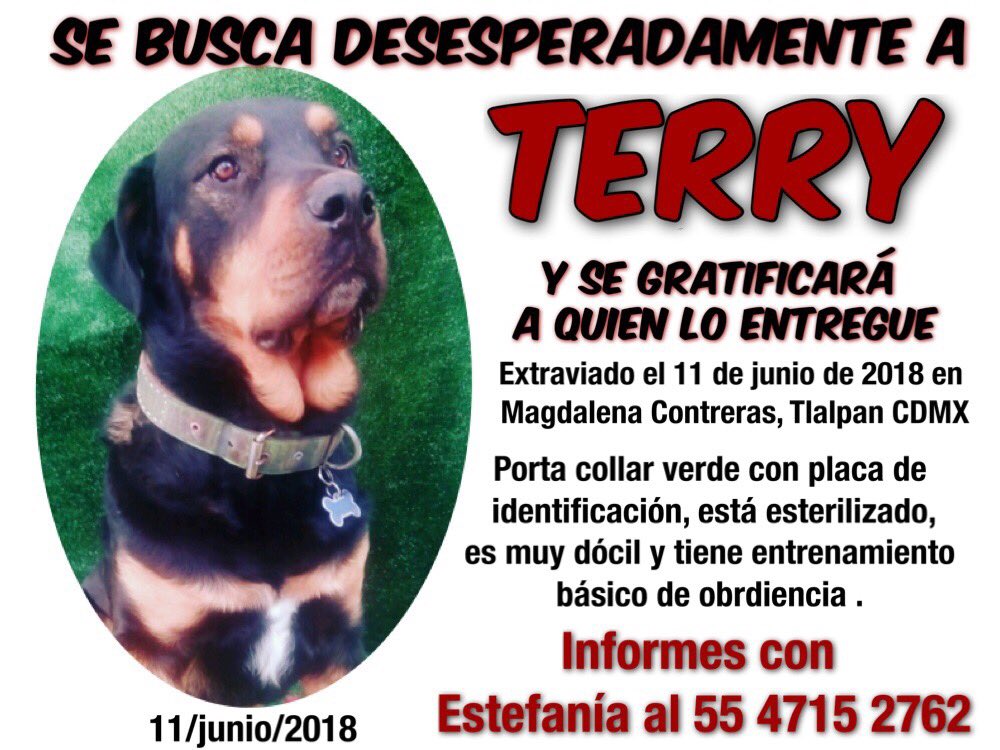 SE BUSCA DESESPERADAMENTE A
TERRY
Y SE GRATIFICARÁ
A QUIEN LO ENTREGUE
Extraviado el 11 de junio de 2018 en
Magdalena Contreras, Tlalpan CDMX
Porta collar verde con placa de
identificación, está esterilizado,
es muy dócil y tiene entrenamiento
básico de obrdiencia .
Informes con
Estefanía al 55 4715 2762
11/junio/2018